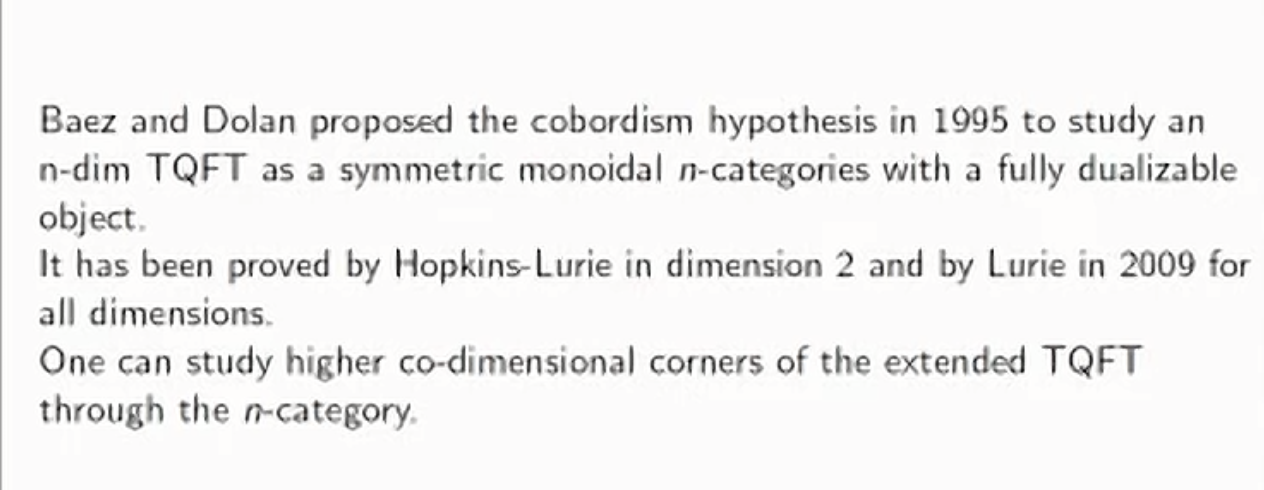 Baez and Dolan proposed the cobordism hypothesis in 1995 to study an
n-dim TQFT as a symmetric monoidal n-categories with a fully dualizable
object.
It has been proved by Hopkins-Lurie in dimension 2 and by Lurie in 2009 for
all dimensions.
One can study higher co-dimensional corners of the extended TQFT
through the n-category.